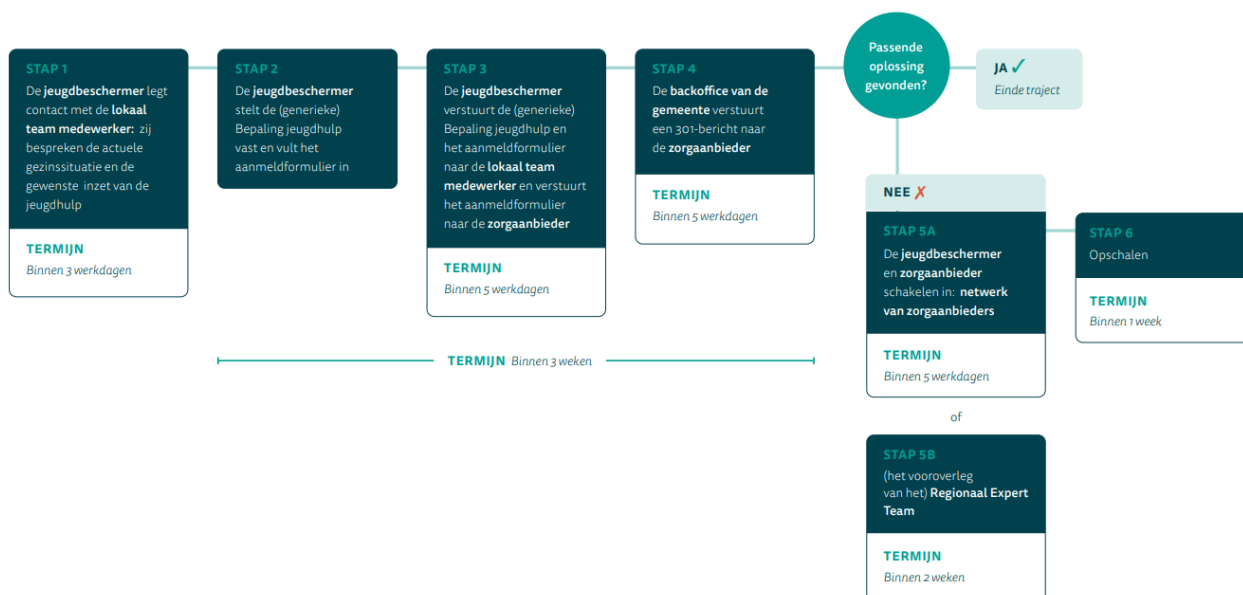 STAP 1
De jeugdbeschermer legt
contact met de lokaal
team medewerker: zij
bespreken de actuele
gezinssituatie en de
gewenste inzet van de
jeugdhulp
TERMIJN
Binnen 3 werkdagen
STAP 2
De jeugdbeschermer
stelt de (generieke)
Bepaling jeugdhulp
vast en vult het
aanmeldformulier in
STAP 3
De jeugdbeschermer
verstuurt de (generieke)
Bepaling jeugdhulp en
het aanmeldformulier
naar de lokaal team
medewerker en verstuurt
het aanmeldformulier
naar de zorgaanbieder
TERMIJN
Binnen 5 werkdagen
STAP 4
De backoffice van de
gemeente verstuurt
een 301-bericht naar
de zorgaanbieder
TERMIJN
Binnen 5 werkdagen
TERMIJN Binnen 3 weken
Passende
oplossing
gevonden?
JA ✓
Einde traject
NEE ✗
STAP 5A
De jeugdbeschermer
en zorgaanbieder
schakelen in: netwerk
van zorgaanbieders
TERMIJN
Binnen 5 werkdagen
of
STAP 5B
(het vooroverleg
van het) Regionaal Expert
Team
TERMIJN
Binnen 2 weken
STAP 6
Opschalen
TERMIJN
Binnen 1 week